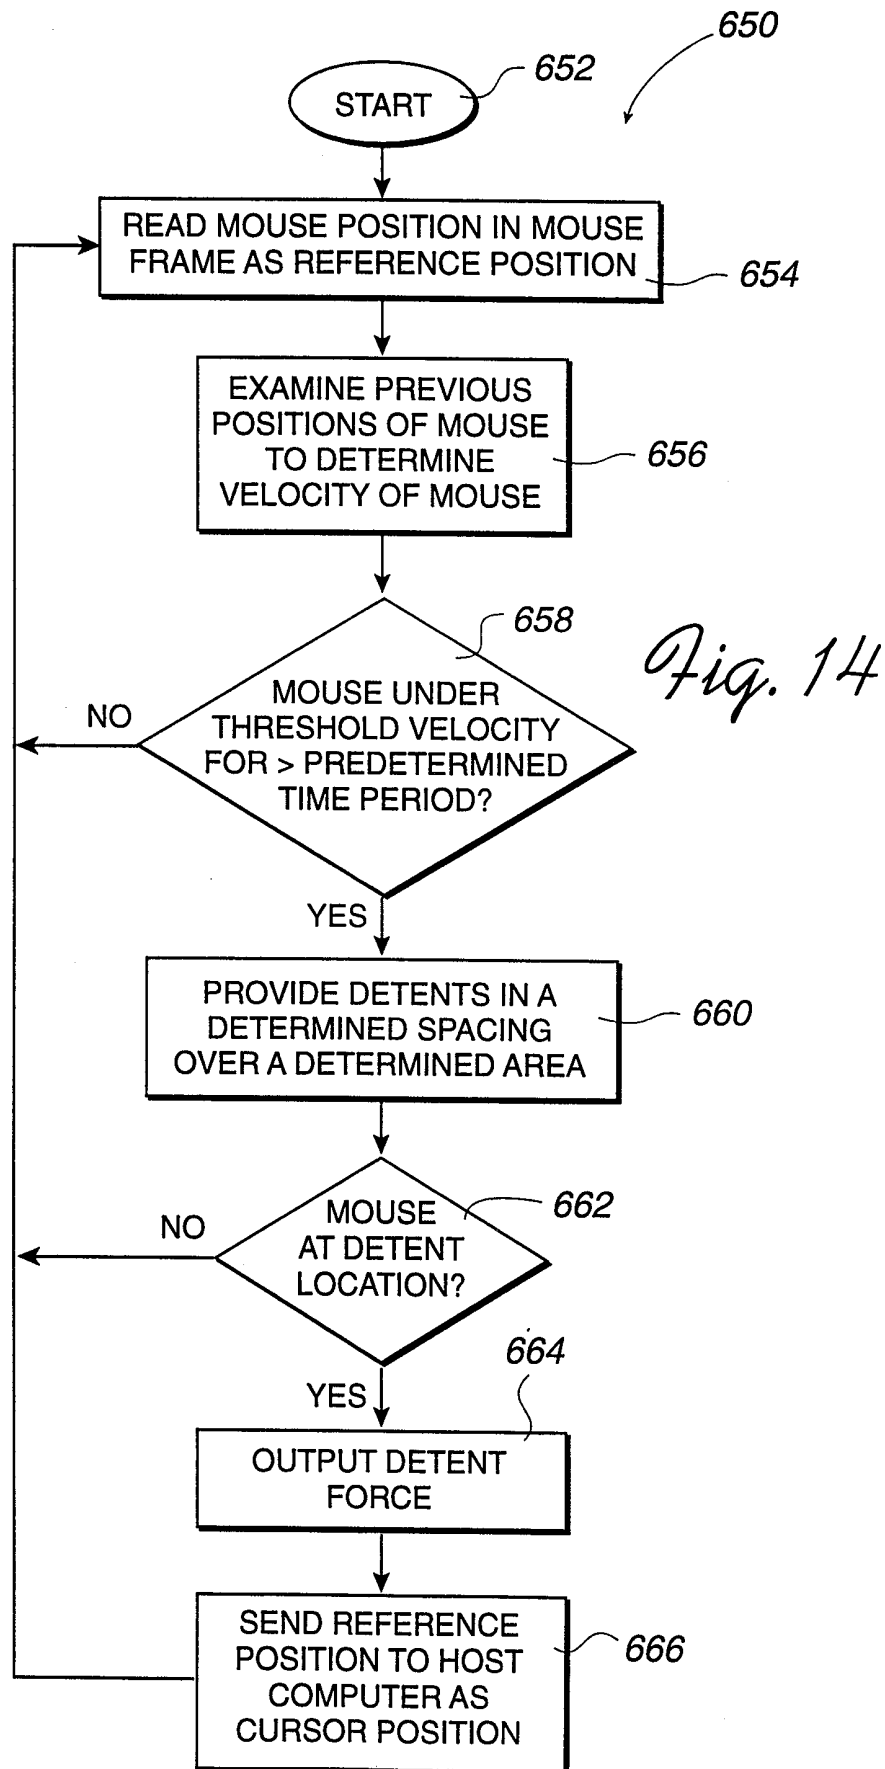 650
652
START
READ MOUSE POSITION IN MOUSE
FRAME AS REFERENCE POSITION
654
EXAMINE PREVIOUS
POSITIONS OF MOUSE
TO DETERMINE
VELOCITY OF MOUSE
656
658
Fig. 14
MOUSE UNDER
THRESHOLD VELOCITY
FOR > PREDETERMINED
TIME PERIOD?
NO
YES
PROVIDE DETENTS IN A
DETERMINED SPACING
OVER A DETERMINED AREA
660
662
MOUSE
AT DETENT
LOCATION?
NO
YES
664
OUTPUT DETENT
FORCE
SEND REFERENCE
POSITION TO HOST
COMPUTER AS
CURSOR POSITION
666